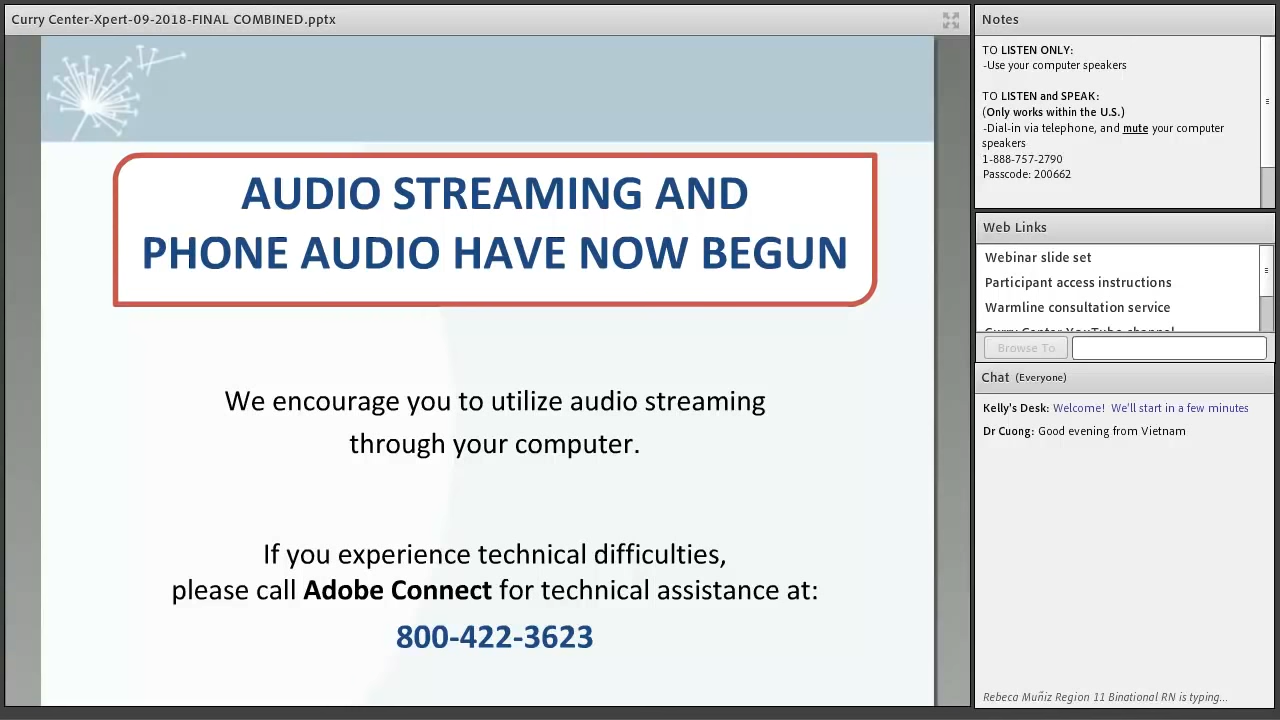 Curry Center-Xpert-09-2018-FINAL COMBINED.pptx
AUDIO STREAMING AND
PHONE AUDIO HAVE NOW BEGUN
We encourage you to utilize audio streaming
through your computer.
If you experience technical difficulties,
please call Adobe Connect for technical assistance at:
800-422-3623
Notes
TO LISTEN ONLY:
-Use your computer speakers
TO LISTEN and SPEAK:
(Only works within the U.S.)
-Dial-in via telephone, and mute your computer
speakers
1-888-757-2790
Passcode: 200662
Web Links
Webinar slide set
Participant access instructions
Warmline consultation service
Curry Center YouTube channel
Browse To
Chat (Everyone)
Kelly's Desk: Welcome!  We'll start in a few minutes
Dr Cuong: Good evening from Vietnam
Rebeca Muñiz Region 11 Binational RN is typing...